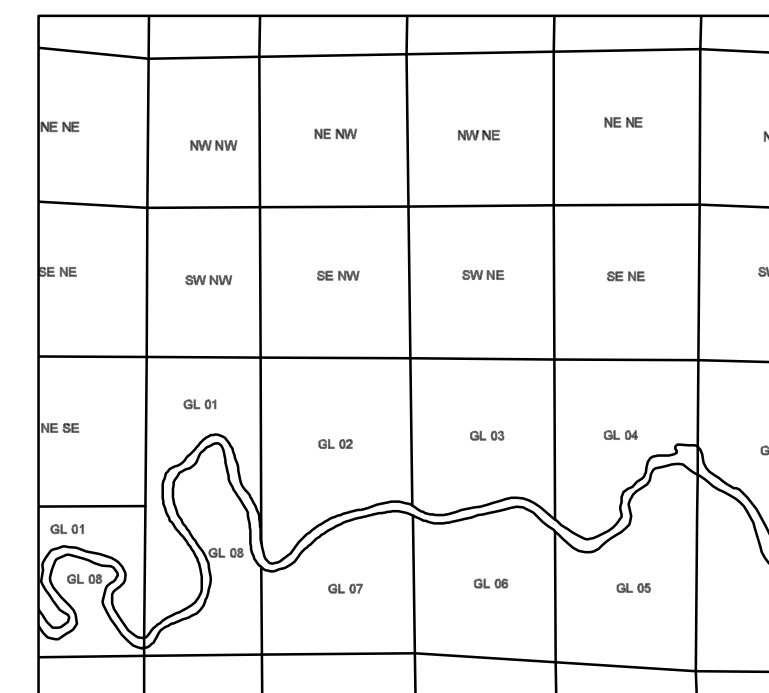 NE NE
NW NW
NE NW
NW NE
NE NE
SE NE
SW NW
SE NW
SW NE
SE NE
NE SE
GL 01
GL 02
GL 03
GL 04
GL 01
GL 08
GL 08
GL 07
GL 06
GL 05